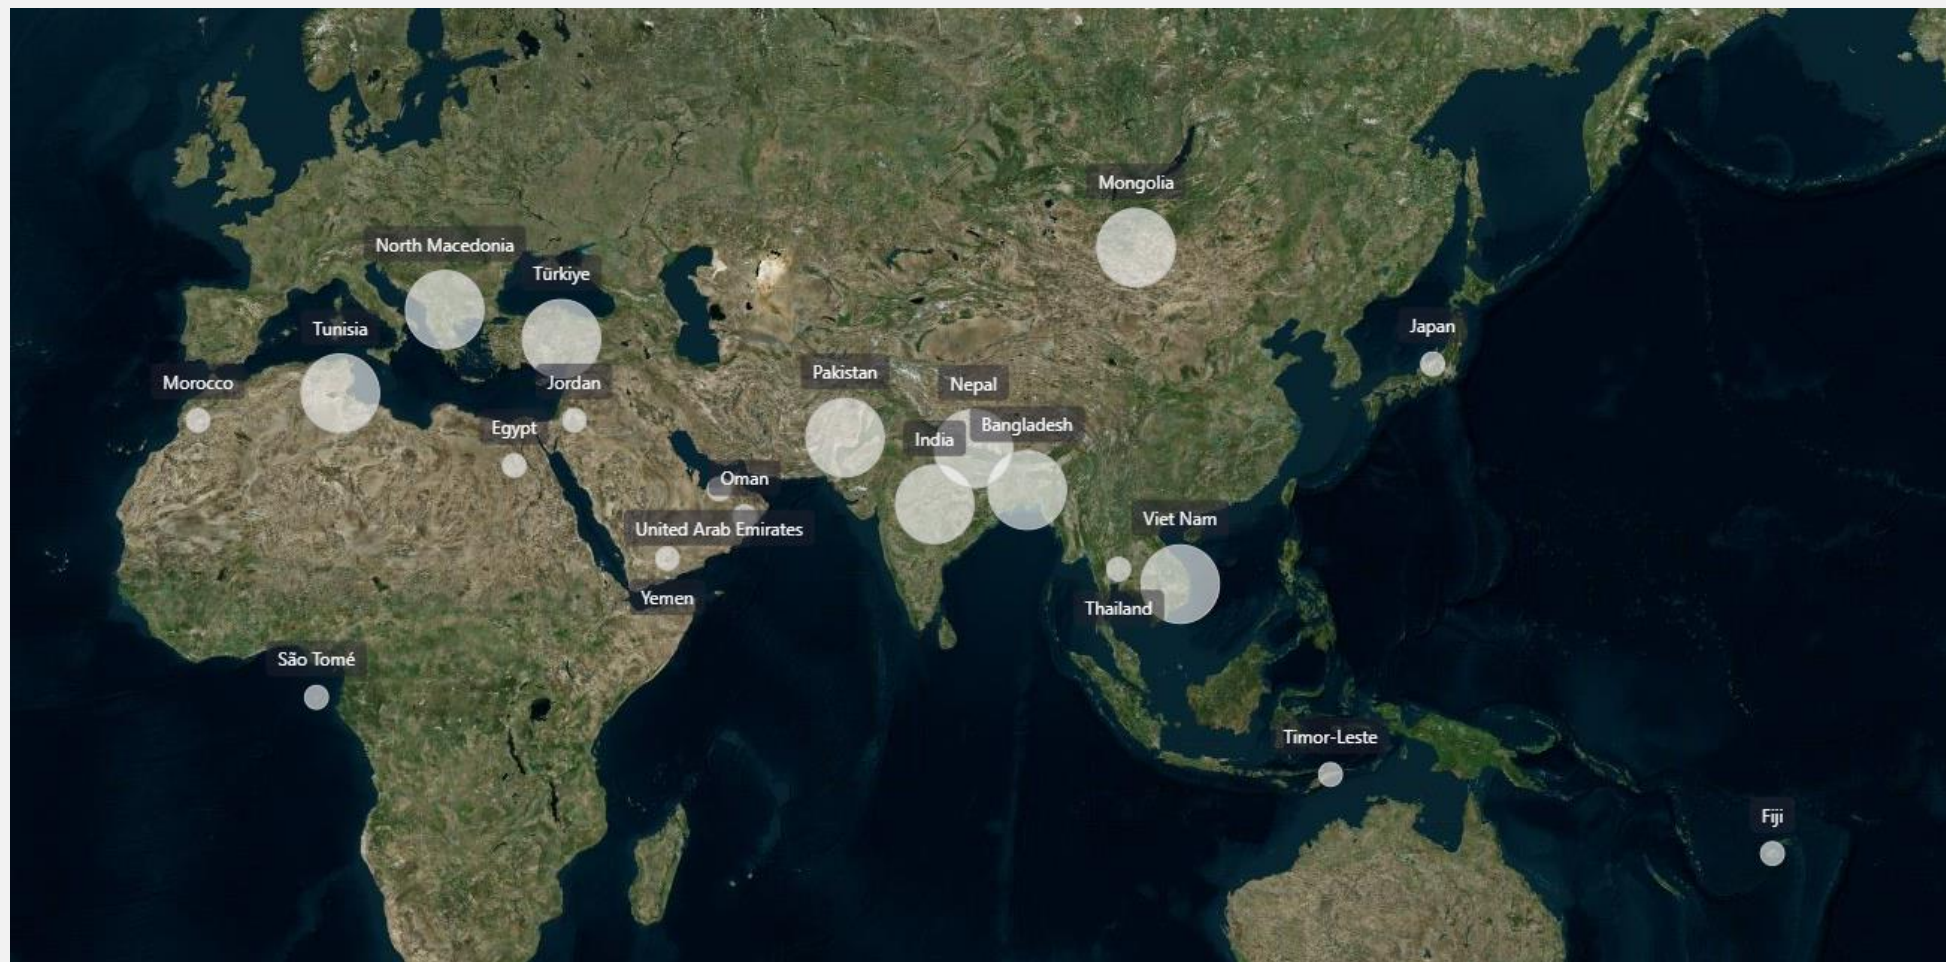 Mongolia
North Macedonia
Türkiye
Tunisia
Japan
Pakistan
Morocco
Jordan
Nepal
Bangladesh
Egypt
India
Oman
Viet Nam
United Arab Emirates
Yemen
Thailand
São Tomé
Timor-Leste
Fiji